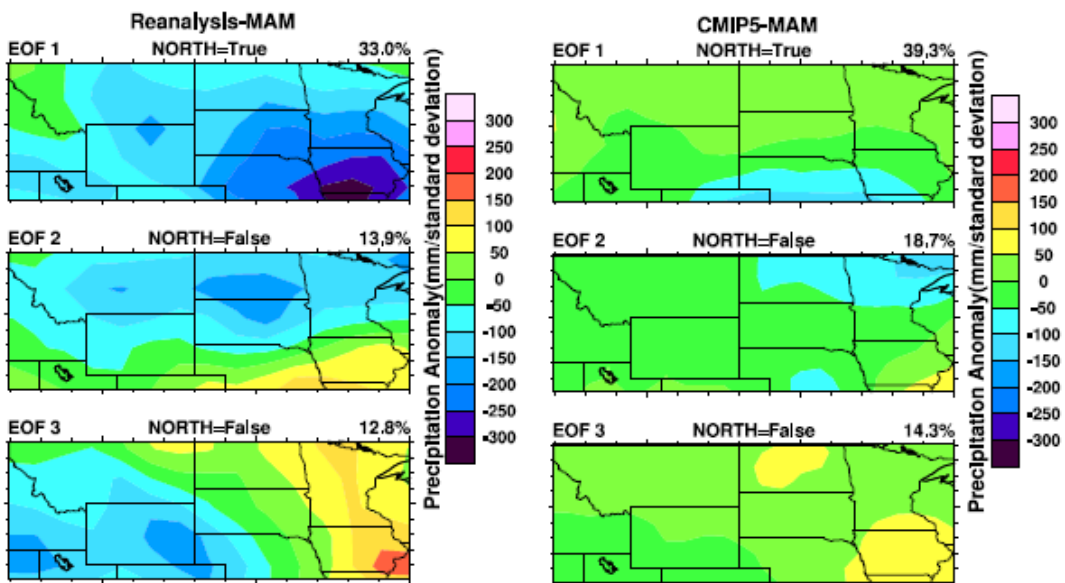 Reanalysis-MAM
EOF 1 NORTH=True 33.0%
EOF 2 NORTH=False 13,9%
EOF 3 NORTH=False 12.8%
300
250
200
150
100
50
0
-50
-100
-150
-200
-250
-300
Precipitation Anomaly(mm/standard deviation)
CMIP5-MAM
EOF 1 NORTH=True 39,3%
EOF 2 NORTH=False 18,7%
EOF 3 NORTH=False 14.3%
300
250
200
150
100
50
0
-50
-100
-150
-200
-250
-300
Precipitation Anomaly(mm/standard deviation)